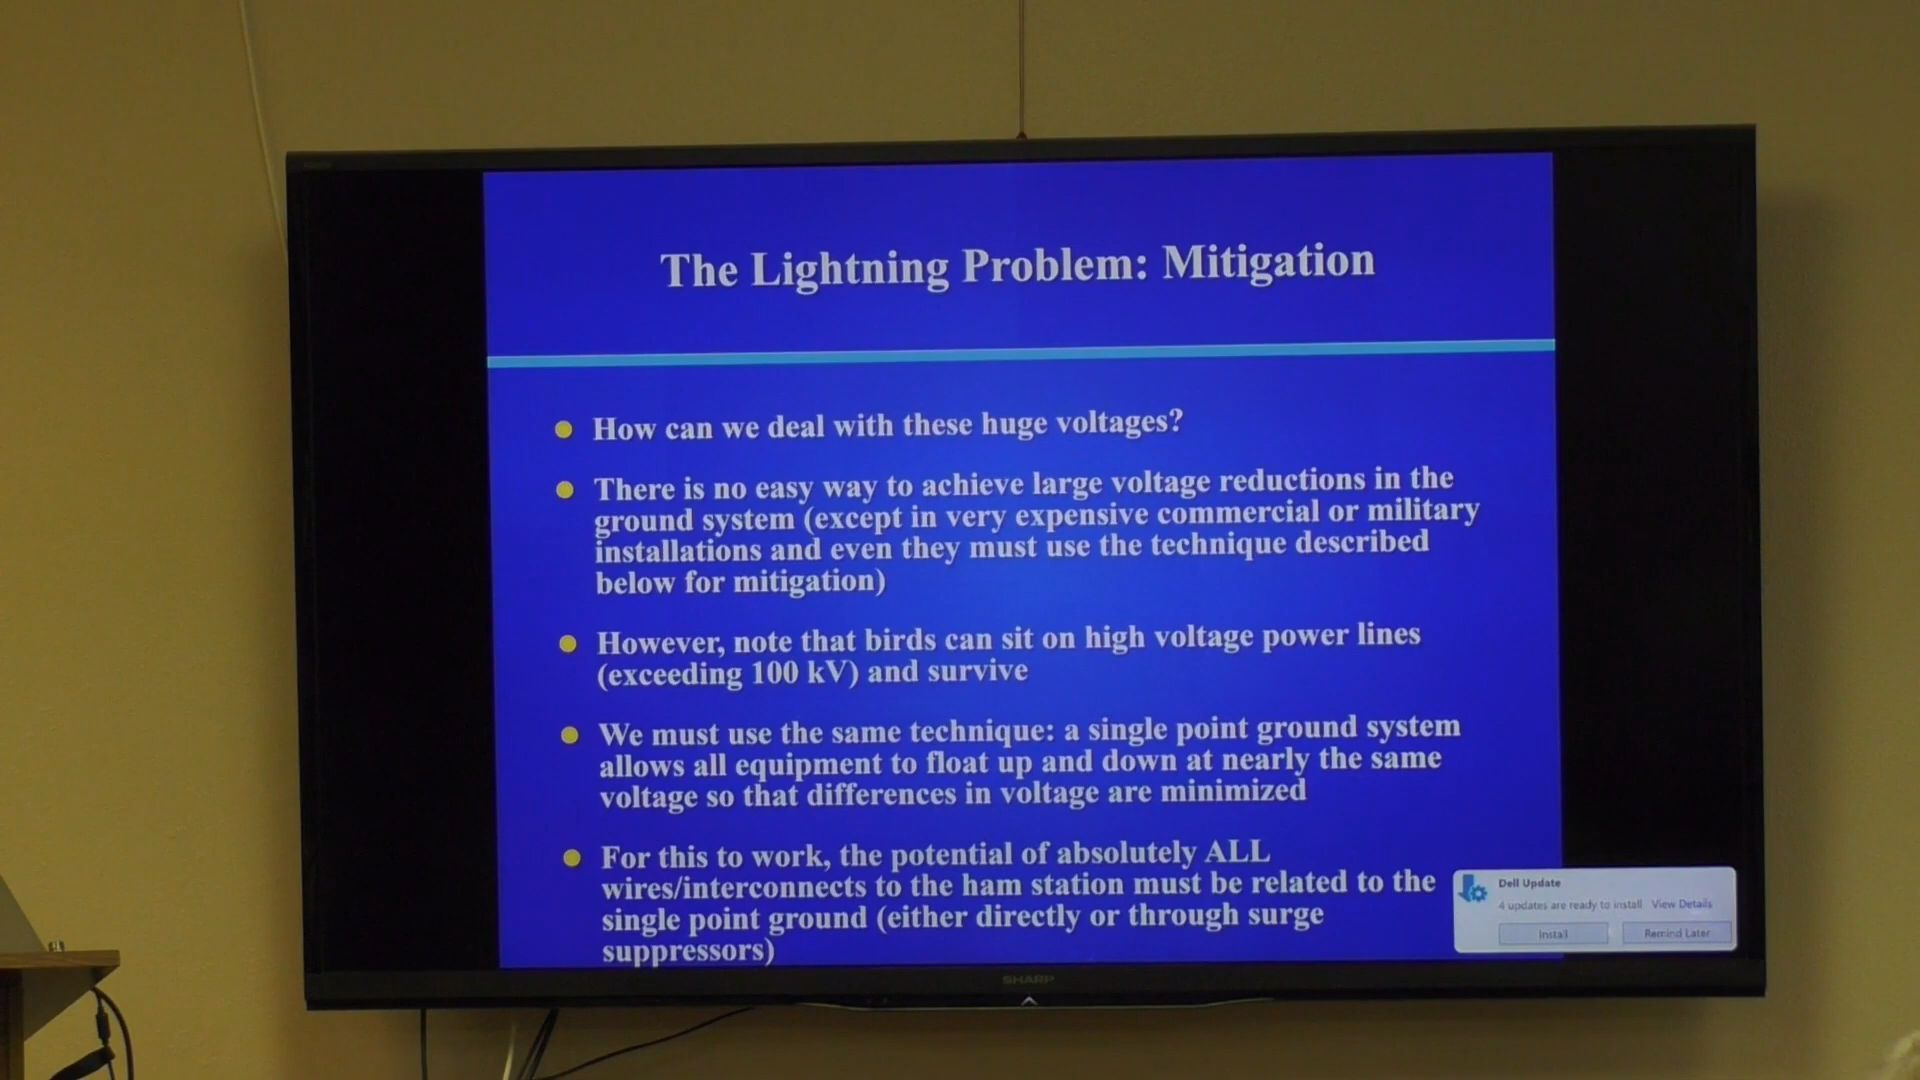 The Lightning Problem: Mitigation
How can we deal with these huge voltages?
There is no easy way to achieve large voltage reductions in the
ground system (except in very expensive commercial or military
installations and even they must use the technique described
below for mitigation)
However, note that birds can sit on high voltage power lines
(exceeding 100 kV) and survive
We must use the same technique: a single point ground system
allows all equipment to float up and down at nearly the same
voltage so that differences in voltage are minimized
For this to work, the potential of absolutely ALL
wires/interconnects to the ham station must be related to the
single point ground (either directly or through surge
suppressors)
Dell Update
4 updates are ready to install View Details
Install Remind Later
SHARP